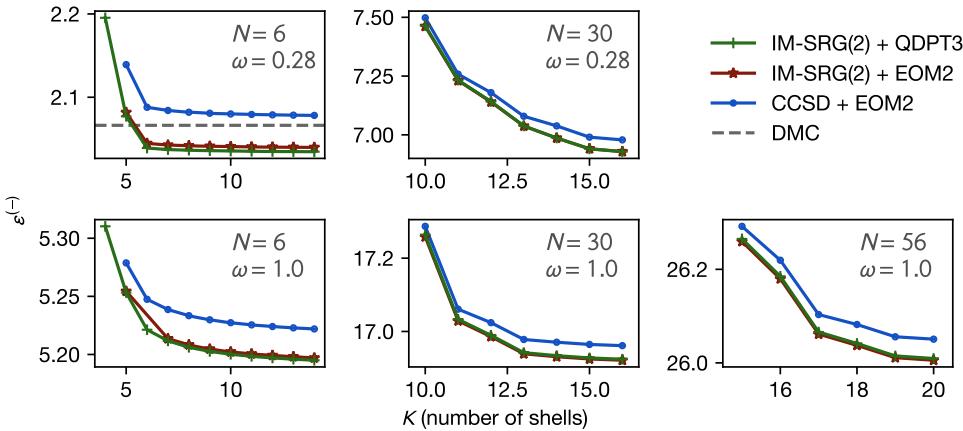 2.2
2.1
5
10
N = 6
ω = 0.28
7.50
7.25
7.00
10.0
12.5
15.0
N = 30
ω = 0.28
IM-SRG(2) + QDPT3
IM-SRG(2) + EOM2
CCSD + EOM2
DMC
ε(−)
5.30
5.25
5.20
5
10
N = 6
ω = 1.0
17.2
17.0
10.0
12.5
15.0
N = 30
ω = 1.0
26.2
26.0
16
18
20
N = 56
ω = 1.0
K (number of shells)